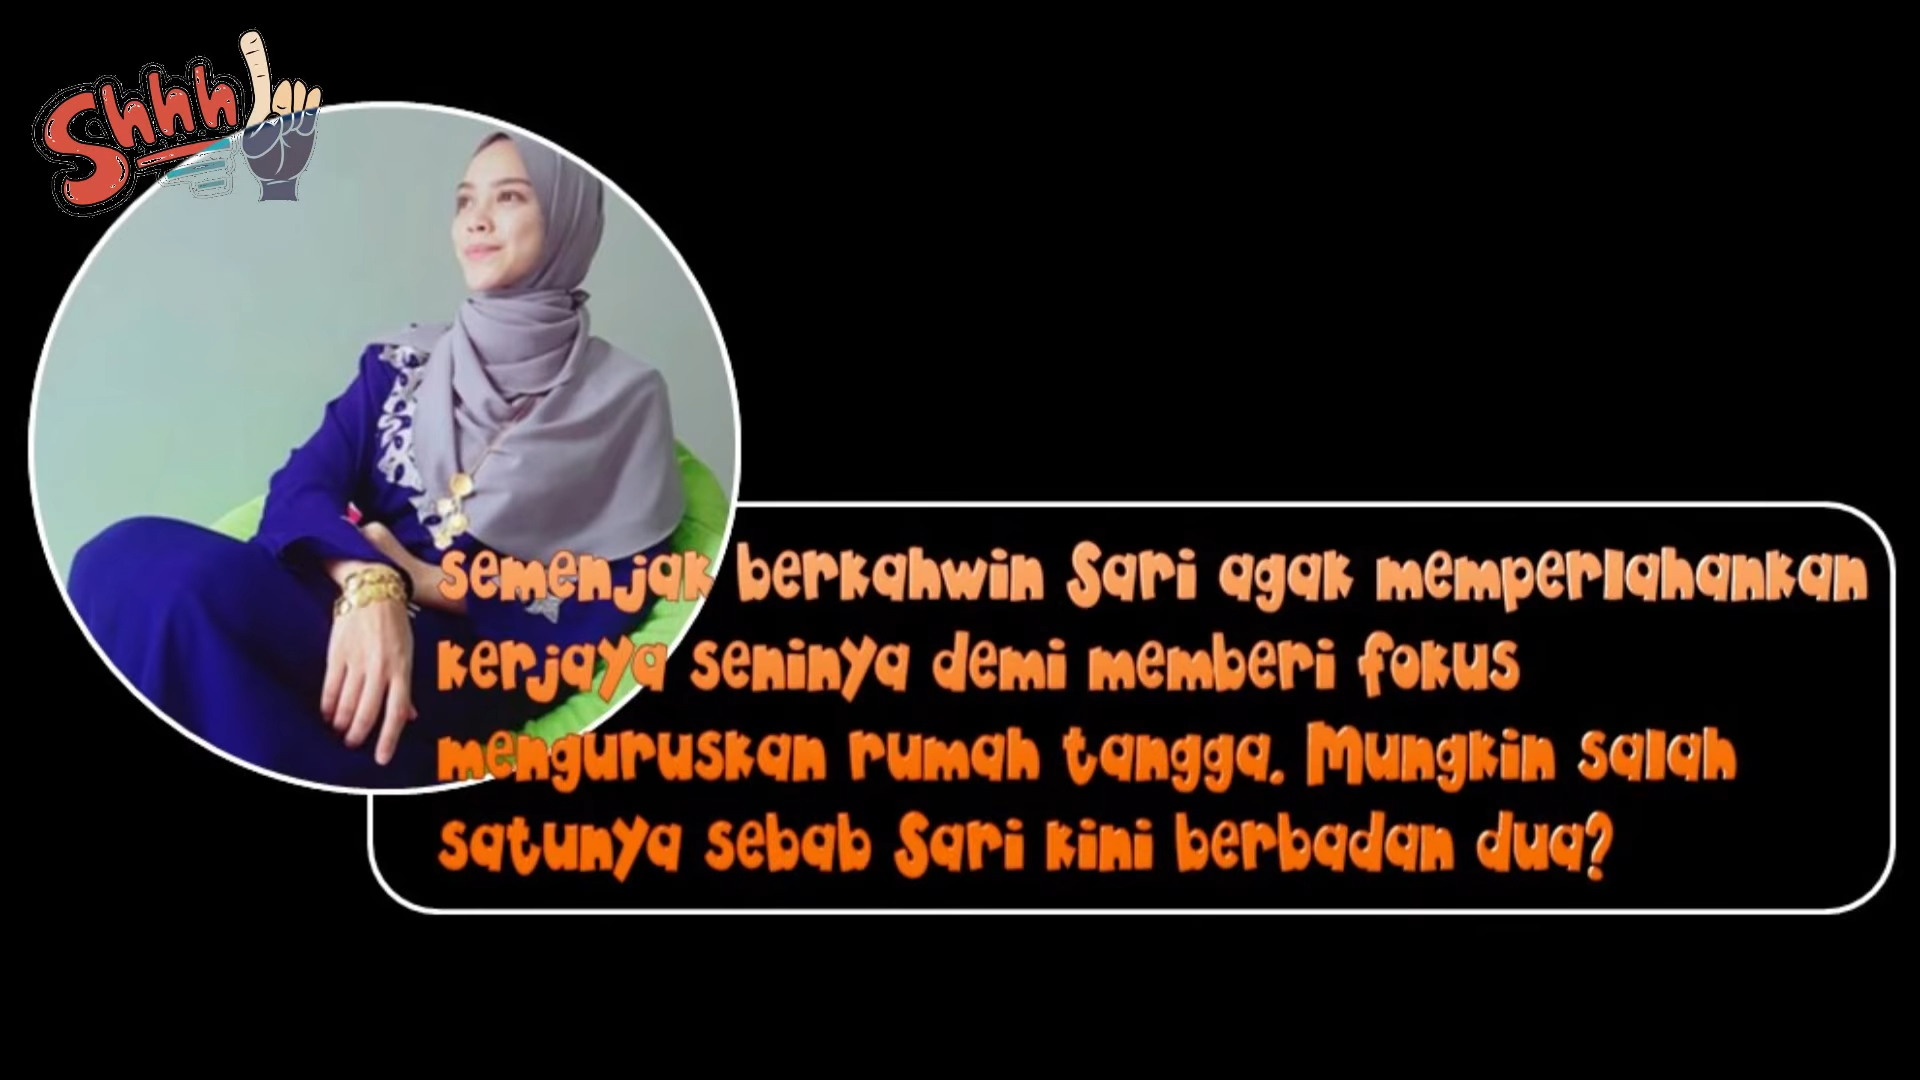 Shhh
semenjak berkahwin Sari agak memperlahankan
kerjaya seninya demi memberi fokus
menguruskan rumah tangga. Mungkin salah
satunya sebab Sari kini berbadan dua?